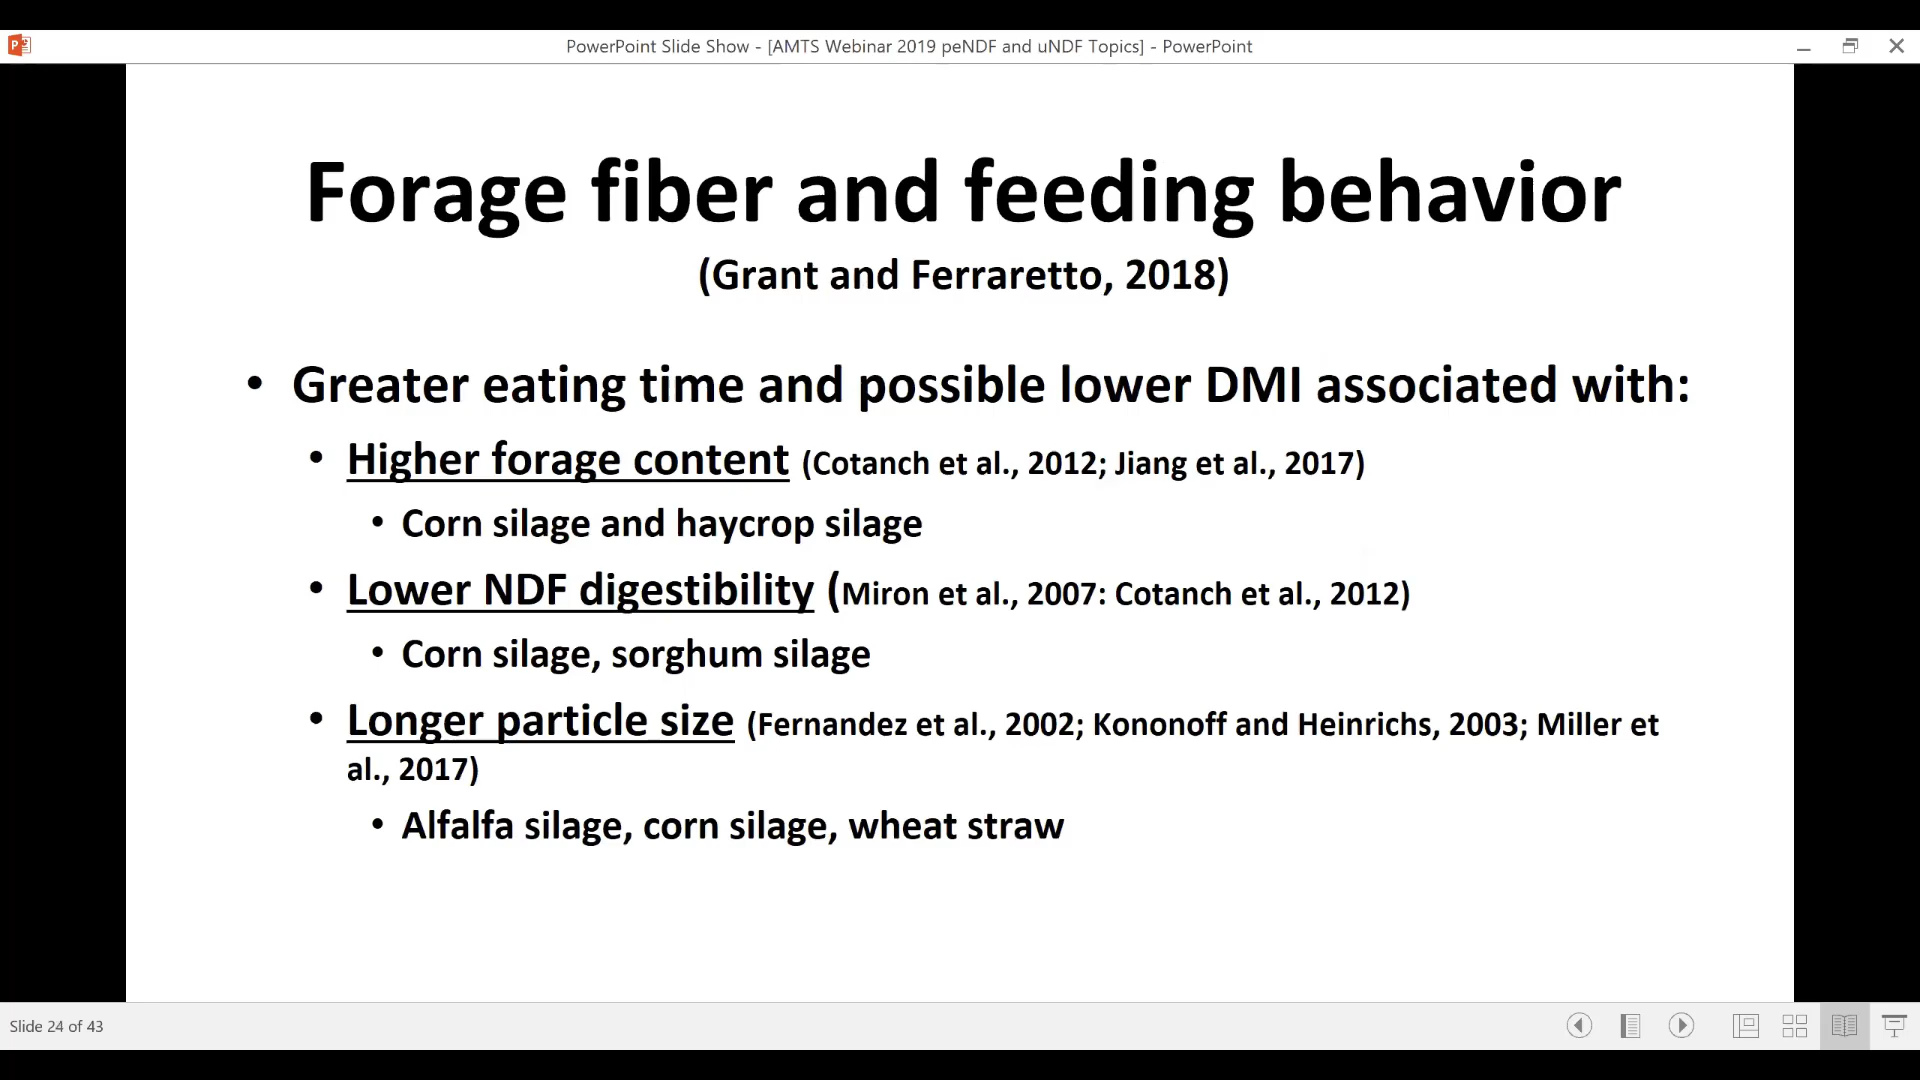 PowerPoint Slide Show - [AMTS Webinar 2019 peNDF and uNDF Topics] - PowerPoint
Forage fiber and feeding behavior
(Grant and Ferraretto, 2018)
• Greater eating time and possible lower DMI associated with:
• Higher forage content (Cotanch et al., 2012; Jiang et al., 2017)
• Corn silage and haycrop silage
• Lower NDF digestibility (Miron et al., 2007: Cotanch et al., 2012)
• Corn silage, sorghum silage
• Longer particle size (Fernandez et al., 2002; Kononoff and Heinrichs, 2003; Miller et
al., 2017)
• Alfalfa silage, corn silage, wheat straw
Slide 24 of 43